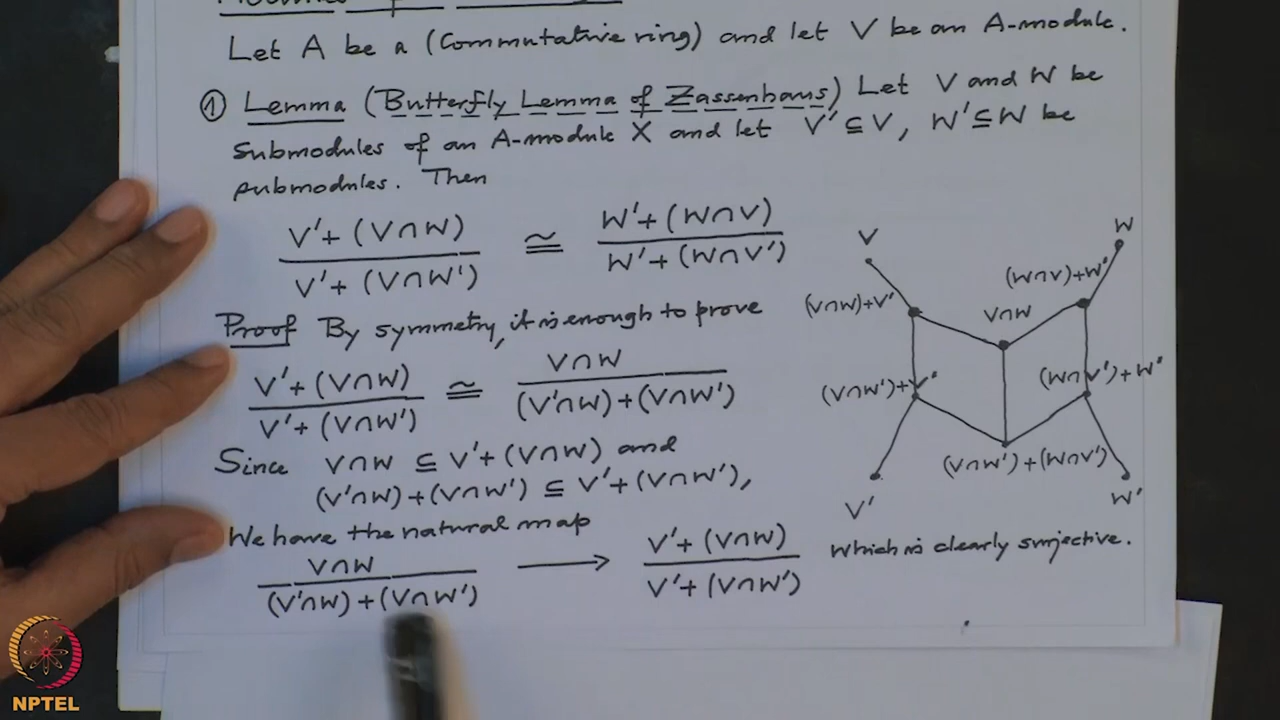 Let A be a (Commutative ring) and let V be an A-module.
① Lemma (Butterfly Lemma of Zassenhaus) Let V and W be
submodules of an A-module X and let V' ⊆ V, W' ⊆ W be
submodules. Then
V' + (V∩W) / V' + (V∩W') ≅ W' + (W∩V) / W' + (W∩V')
Proof By symmetry, it is enough to prove
V' + (V∩W) / V' + (V∩W') ≅ V∩W / (V'∩W) + (V∩W')
Since V∩W ⊆ V' + (V∩W) and
(V'∩W) + (V∩W') ⊆ V' + (V∩W'),
We have the natural map
V∩W / (V'∩W) + (V∩W') ⟶ V' + (V∩W) / V' + (V∩W') which is clearly surjective.
V
W
(V∩W)+V'
V∩W
(W∩V)+W'
(V∩W')+V'
(W∩V')+W'
(V∩W')+(W∩V')
V'
W'
NPTEL